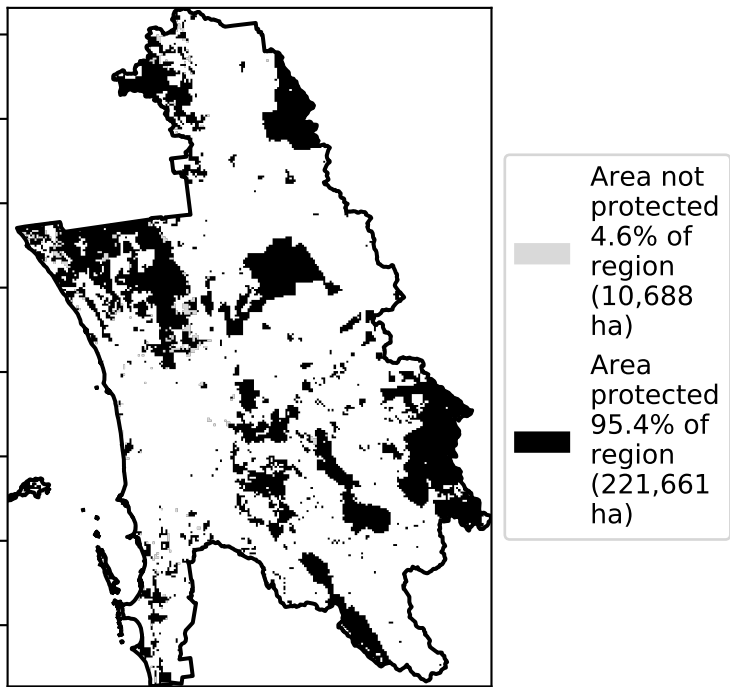 Area not
protected
4.6% of
region
(10,688
ha)
Area
protected
95.4% of
region
(221,661
ha)